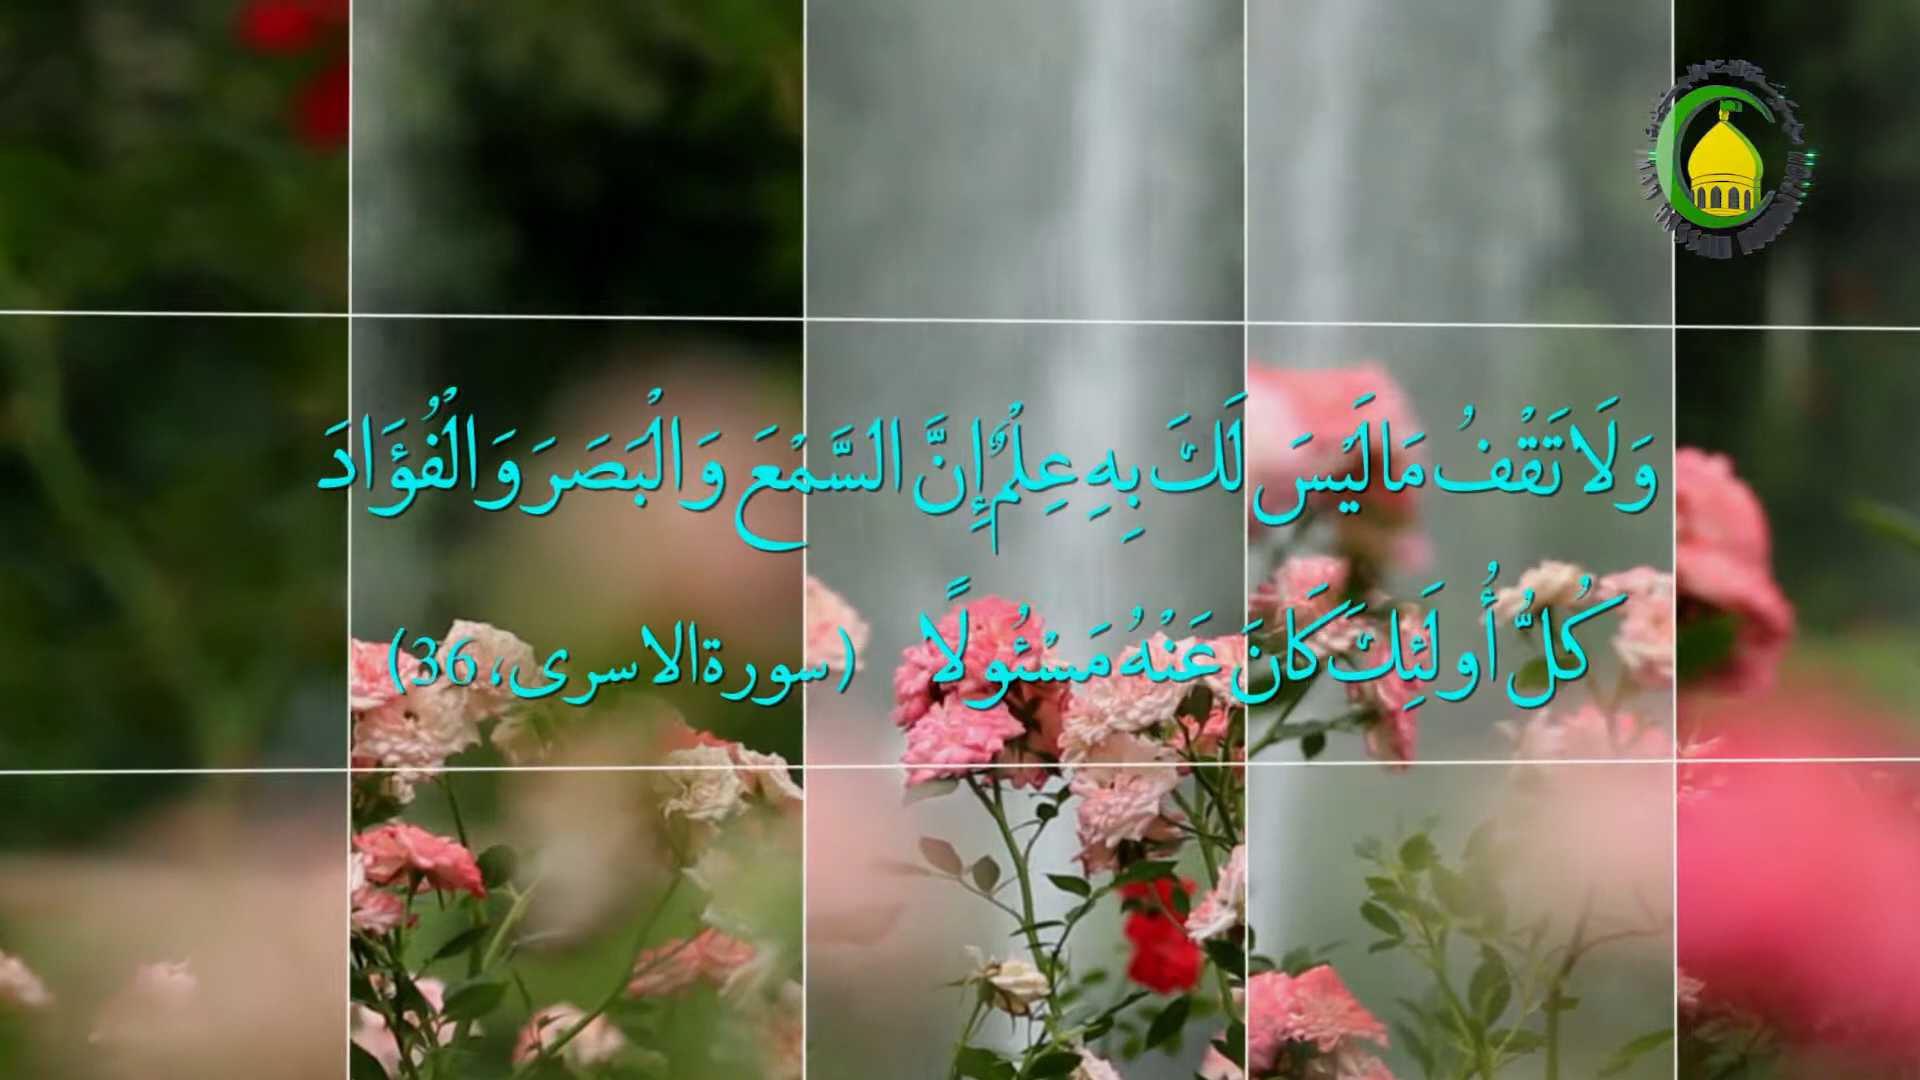 وَلَا تَقْفُ مَا لَيْسَ لَكَ بِهِ عِلْمٌ إِنَّ السَّمْعَ وَالْبَصَرَ وَالْفُؤَادَ
كُلُّ أُولَئِكَ كَانَ عَنْهُ مَسْئُولًا (سورة الاسرى، 36)